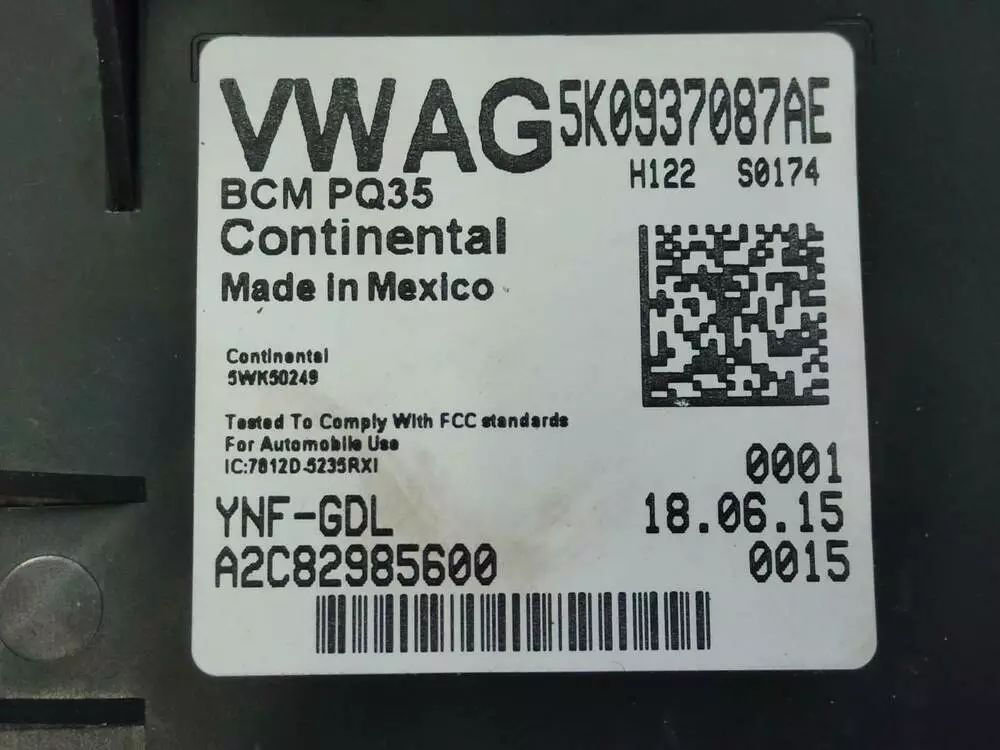 VWAG 5K0937087AE
H122 S0174
BCM PQ35
Continental
Made in Mexico
Continental
5WK50249
Tested To Comply With FCC standards
For Automobile Use
IC:7812D-5235RXI
0001
YNF-GDL 18.06.15
A2C82985600 0015